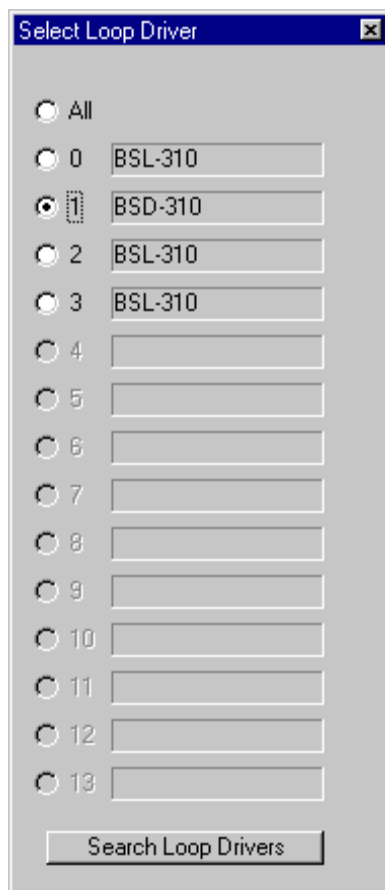 Select Loop Driver
All
0 BSL-310
1 BSD-310
2 BSL-310
3 BSL-310
4
5
6
7
8
9
10
11
12
13
Search Loop Drivers